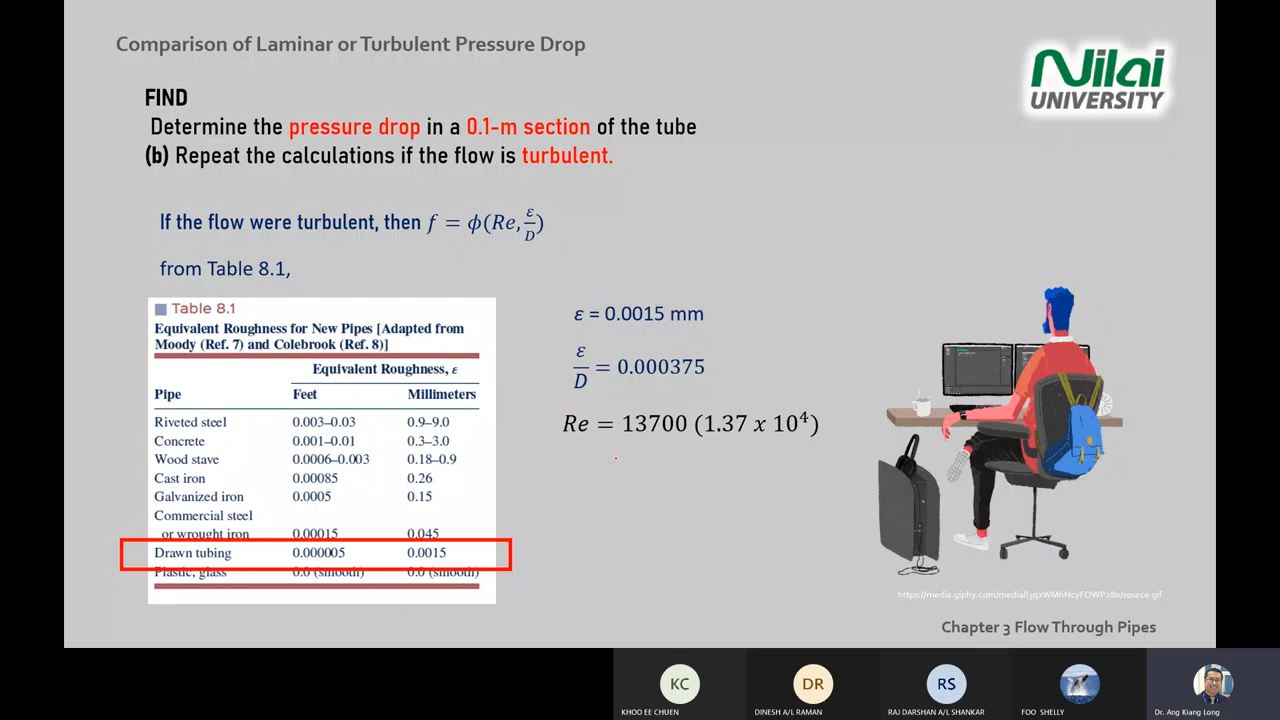 Comparison of Laminar or Turbulent Pressure Drop
Nilai
UNIVERSITY
FIND
Determine the pressure drop in a 0.1-m section of the tube
(b) Repeat the calculations if the flow is turbulent.
If the flow were turbulent, then f = ϕ(Re, ε/D)
from Table 8.1,
Table 8.1
Equivalent Roughness for New Pipes [Adapted from
Moody (Ref. 7) and Colebrook (Ref. 8)]
Equivalent Roughness, ε
Pipe Feet Millimeters
Riveted steel 0.003–0.03 0.9–9.0
Concrete 0.001–0.01 0.3–3.0
Wood stave 0.0006–0.003 0.18–0.9
Cast iron 0.00085 0.26
Galvanized iron 0.0005 0.15
Commercial steel
or wrought iron 0.00015 0.045
Drawn tubing 0.000005 0.0015
Plastic, glass 0.0 (smooth) 0.0 (smooth)
ε = 0.0015 mm
ε/D = 0.000375
Re = 13700 (1.37 x 10⁴)
Chapter 3 Flow Through Pipes
KC
DR
RS
KHOO EE CHUEN
DINESH A/L RAMAN
RAJ DARSHAN A/L SHANKAR
FOO SHELLY
Dr. Ang Kiang Long